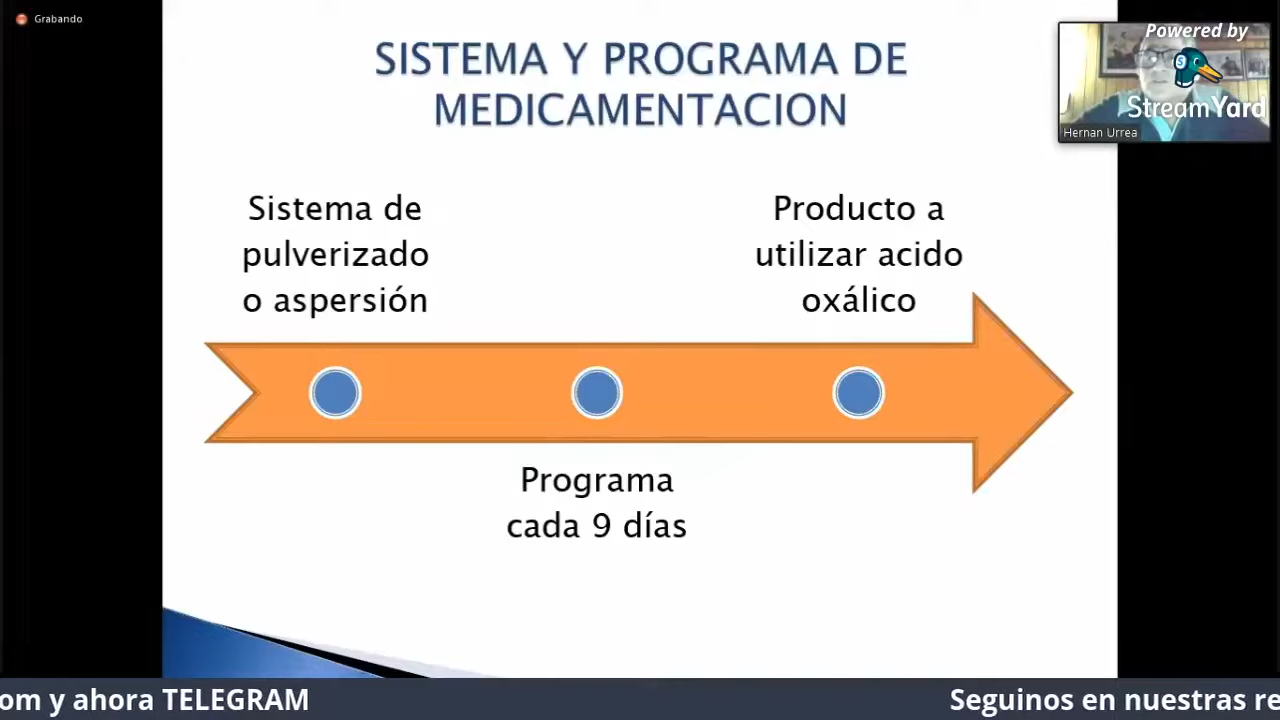 Grabando
SISTEMA Y PROGRAMA DE
MEDICAMENTACION
Powered by
StreamYard
Hernan Urrea
Sistema de
pulverizado
o aspersión
Producto a
utilizar acido
oxálico
Programa
cada 9 días
om y ahora TELEGRAM
Seguinos en nuestras re